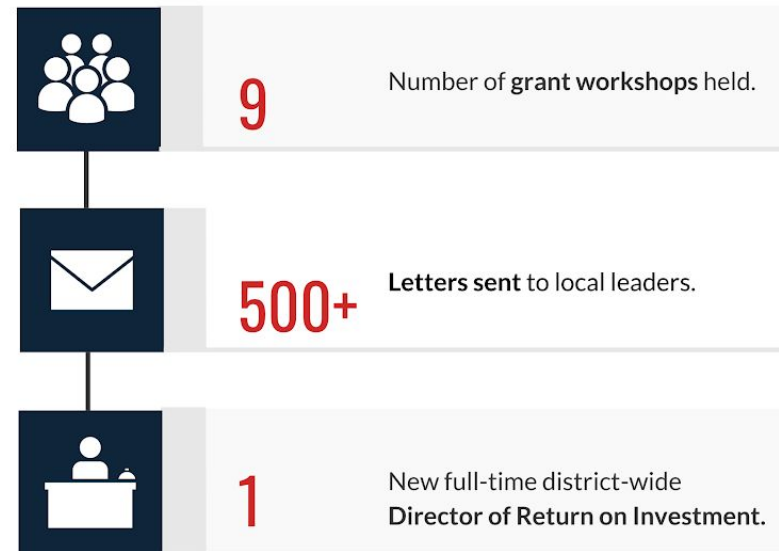 9
Number of grant workshops held.
500+
Letters sent to local leaders.
1
New full-time district-wide
Director of Return on Investment.